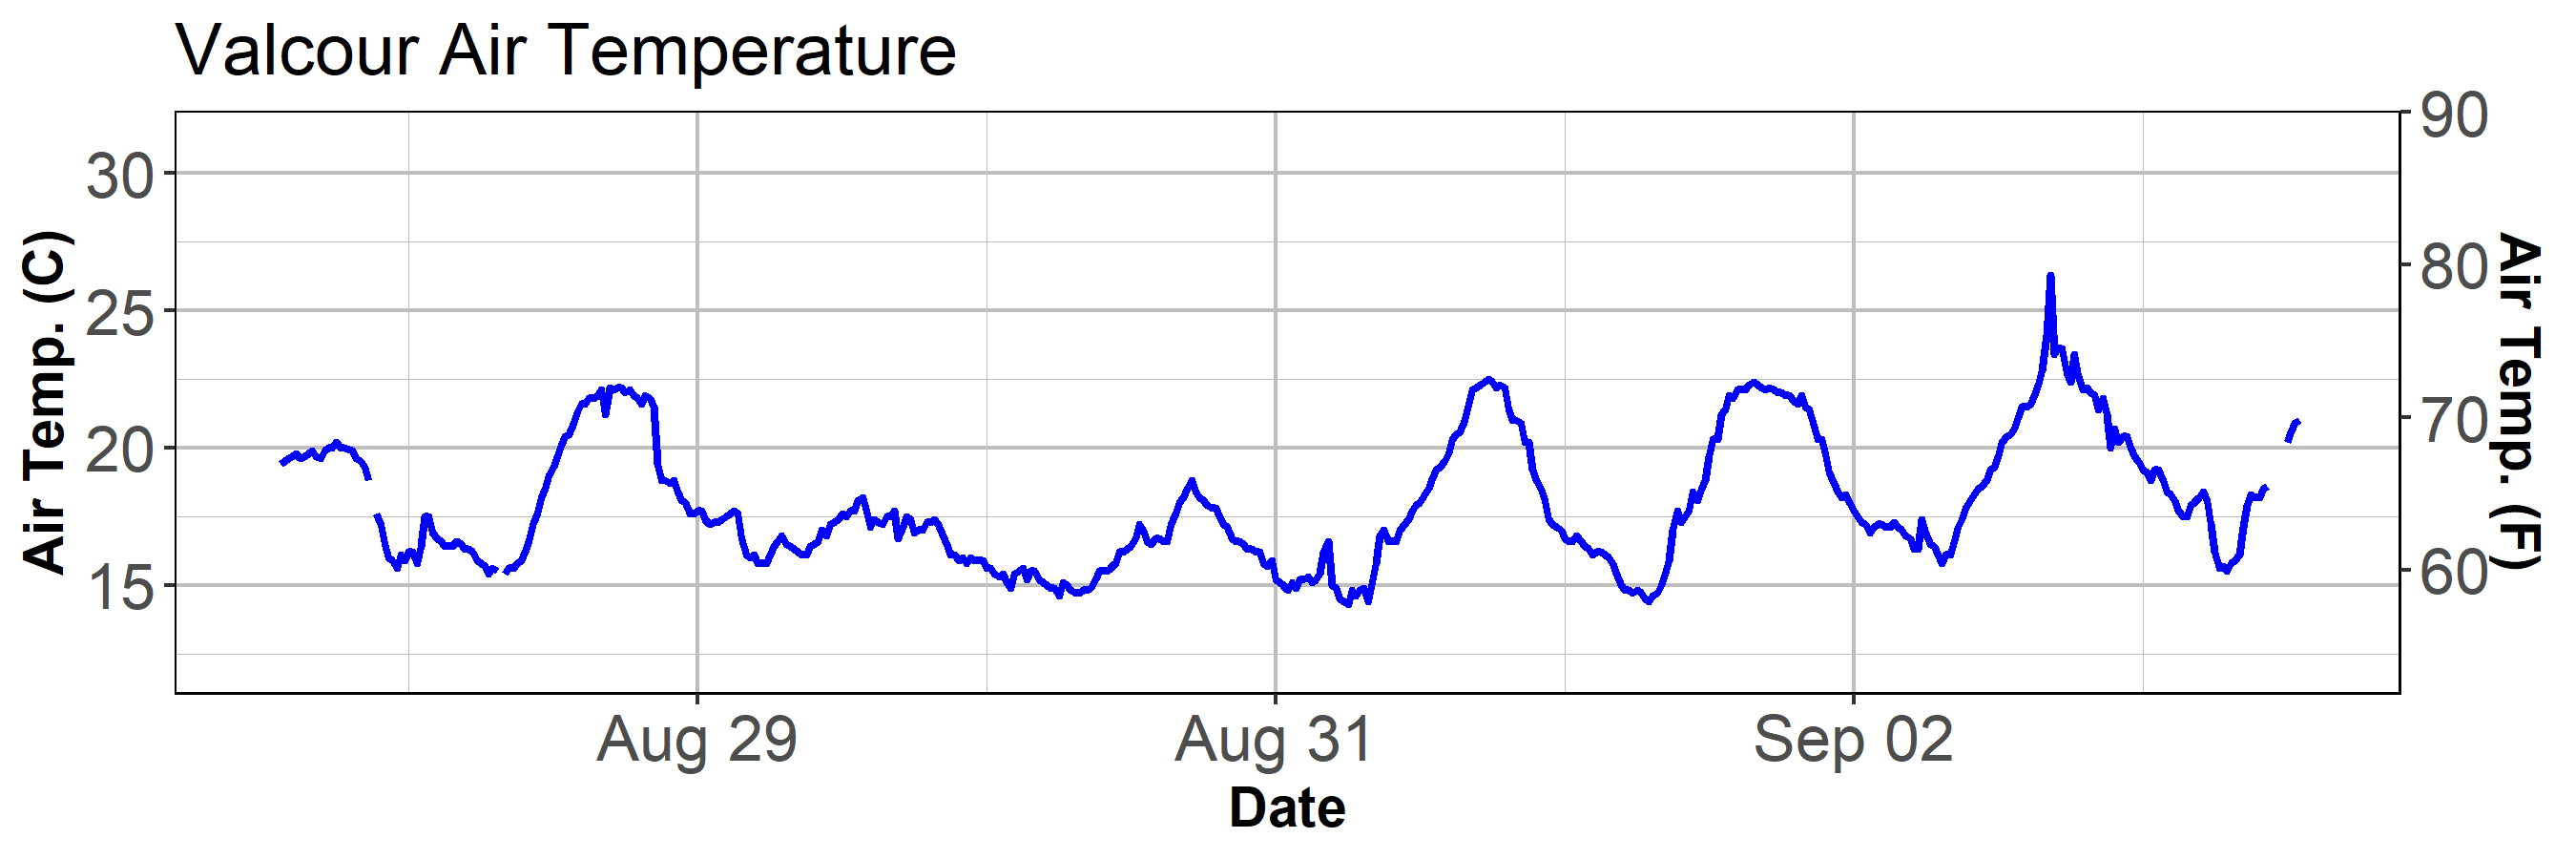 Valcour Air Temperature
Air Temp. (C)
30
25
20
15
90
80
70
60
Air Temp. (F)
Aug 29
Aug 31
Sep 02
Date